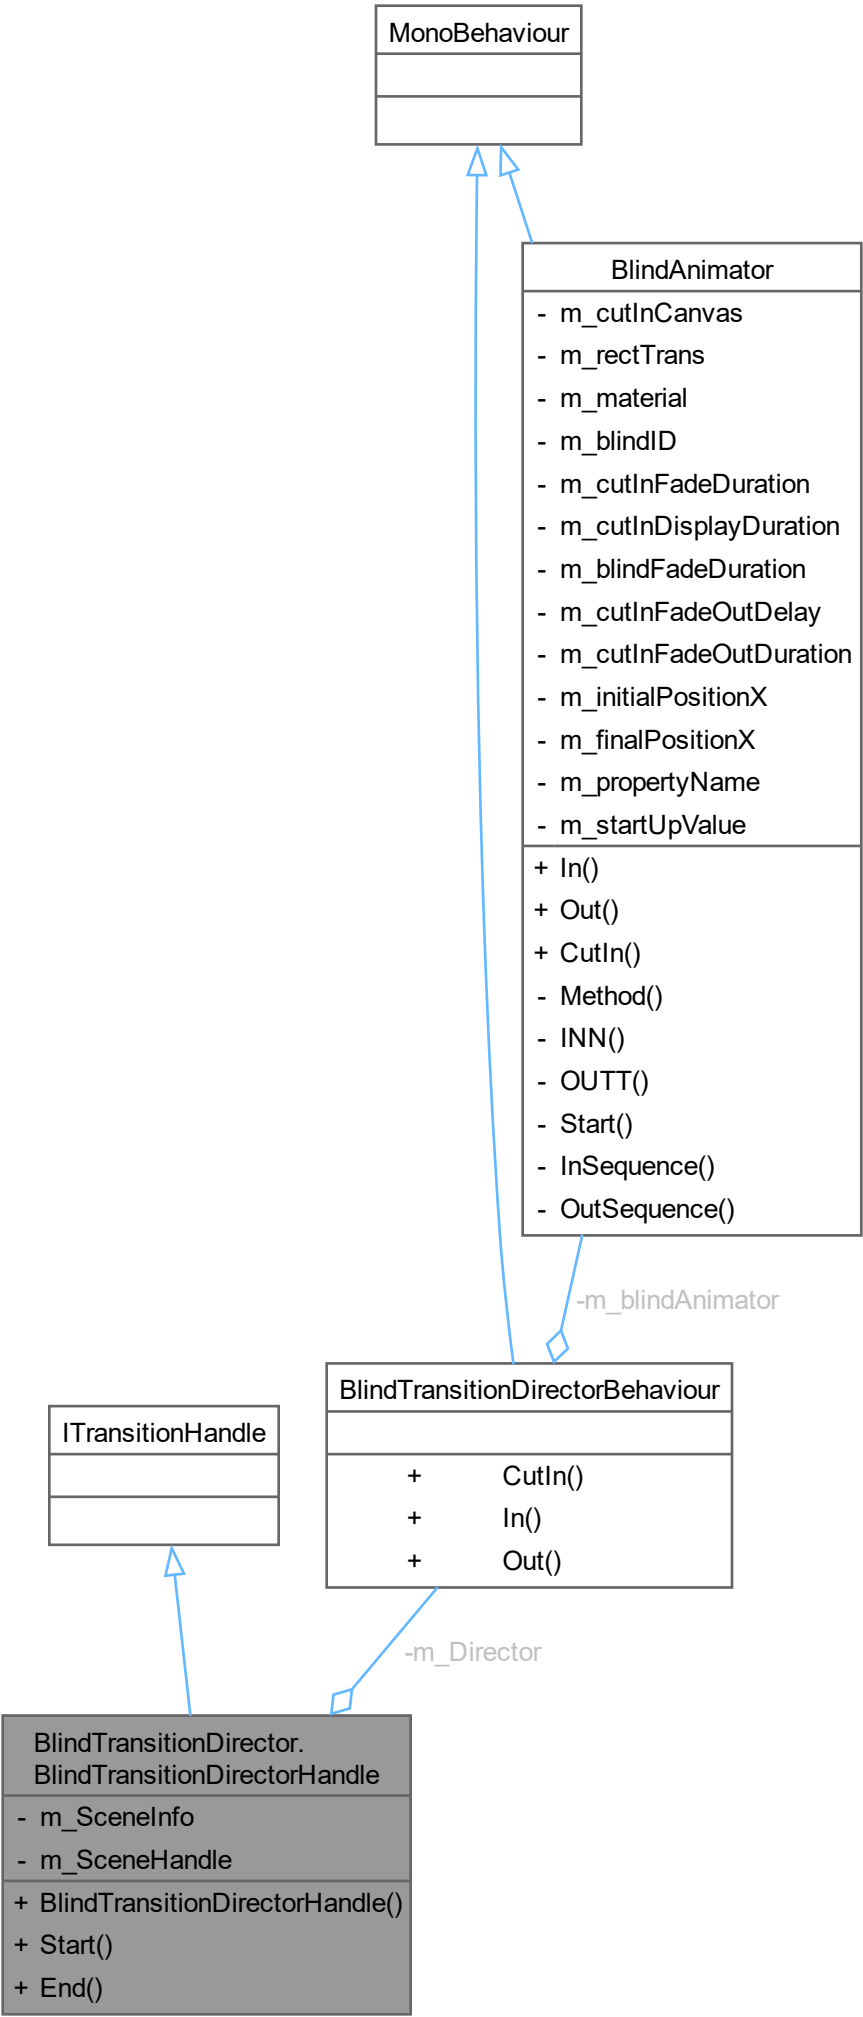 MonoBehaviour
BlindAnimator
- m_cutInCanvas
- m_rectTrans
- m_material
- m_blindID
- m_cutInFadeDuration
- m_cutInDisplayDuration
- m_blindFadeDuration
- m_cutInFadeOutDelay
- m_cutInFadeOutDuration
- m_initialPositionX
- m_finalPositionX
- m_propertyName
- m_startUpValue
+ In()
+ Out()
+ CutIn()
- Method()
- INN()
- OUTT()
- Start()
- InSequence()
- OutSequence()
-m_blindAnimator
BlindTransitionDirectorBehaviour
+ CutIn()
+ In()
+ Out()
ITransitionHandle
-m_Director
BlindTransitionDirector.
BlindTransitionDirectorHandle
- m_SceneInfo
- m_SceneHandle
+ BlindTransitionDirectorHandle()
+ Start()
+ End()